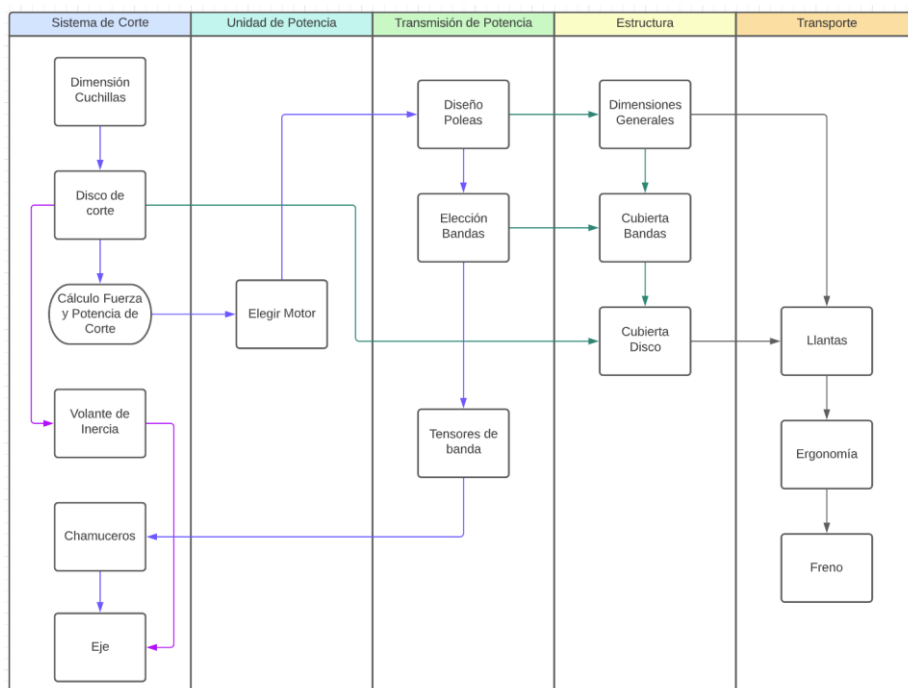 Sistema de Corte
Unidad de Potencia
Transmisión de Potencia
Estructura
Transporte
Dimensión
Cuchillas
Diseño
Poleas
Dimensiones
Generales
Disco de
corte
Elección
Bandas
Cubierta
Bandas
Cálculo Fuerza
y Potencia de
Corte
Elegir Motor
Cubierta
Disco
Llantas
Volante de
Inercia
Tensores de
banda
Ergonomía
Chamuceros
Freno
Eje